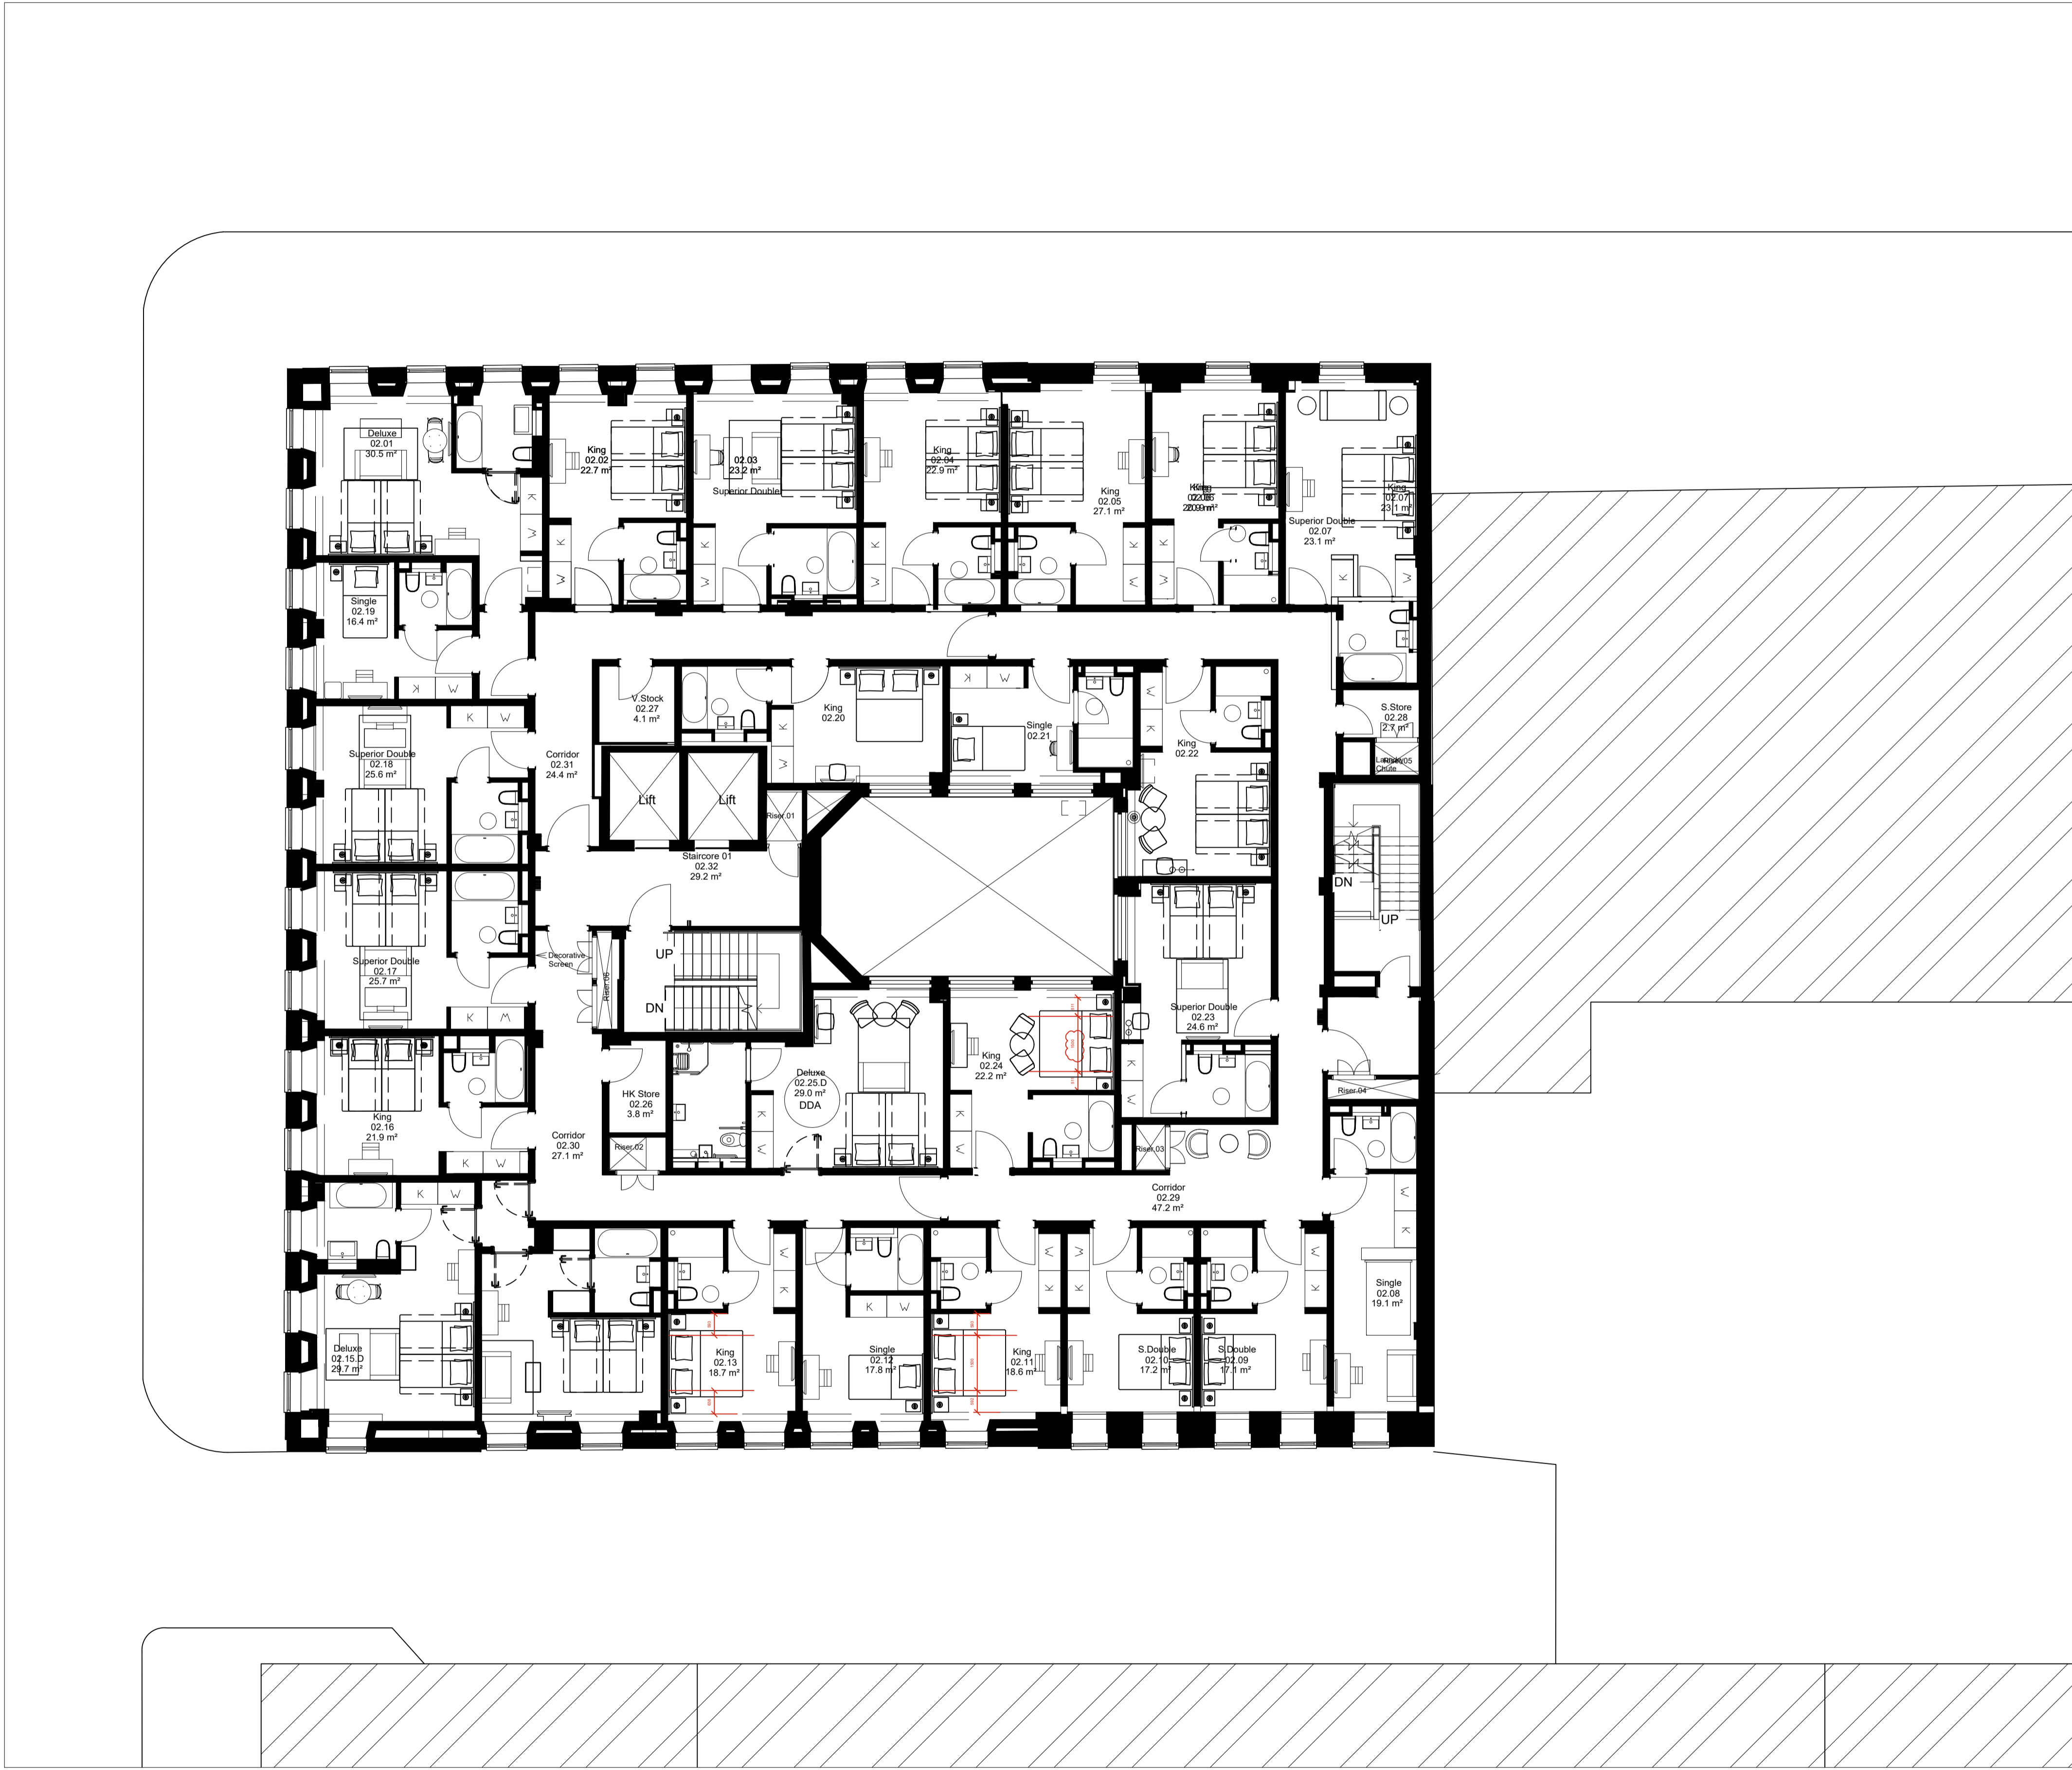 Deluxe
02.01
30.5 m²
King
02.02
22.7 m²
02.03
23.2 m²
Superior Double
King
02.04
22.9 m²
King
02.05
27.1 m²
King
King
02.07
23.1 m²
Superior Double
02.07
23.1 m²
K
W
K
W
K
W
K
W
K
W
K
W
K
W
Single
02.19
16.4 m²
K
W
V.Stock
02.27
4.1 m²
King
02.20
K
W
Single
02.21
K
W
King
02.22
W
K
S.Store
02.28
2.7 m²
Laundry
Chute
Superior Double
02.18
25.6 m²
K
W
Corridor
02.31
24.4 m²
Lift
Lift
Riser.01
Staircore 01
02.32
29.2 m²
DN
UP
Superior Double
02.17
25.7 m²
K
W
Decorative
Screen
Riser.06
UP
DN
Superior Double
02.23
24.6 m²
K
W
King
02.24
22.2 m²
K
W
Deluxe
02.25.D
29.0 m²
DDA
K
W
HK Store
02.26
3.8 m²
Riser.02
Riser.03
Riser.04
King
02.16
21.9 m²
K
W
Corridor
02.30
27.1 m²
Corridor
02.29
47.2 m²
K
W
W
K
W
K
K
W
W
K
W
K
W
K
Deluxe
02.15.D
29.7 m²
King
02.13
18.7 m²
Single
02.12
17.8 m²
King
02.11
18.6 m²
S.Double
02.10
17.2 m²
S.Double
02.09
17.1 m²
Single
02.08
19.1 m²